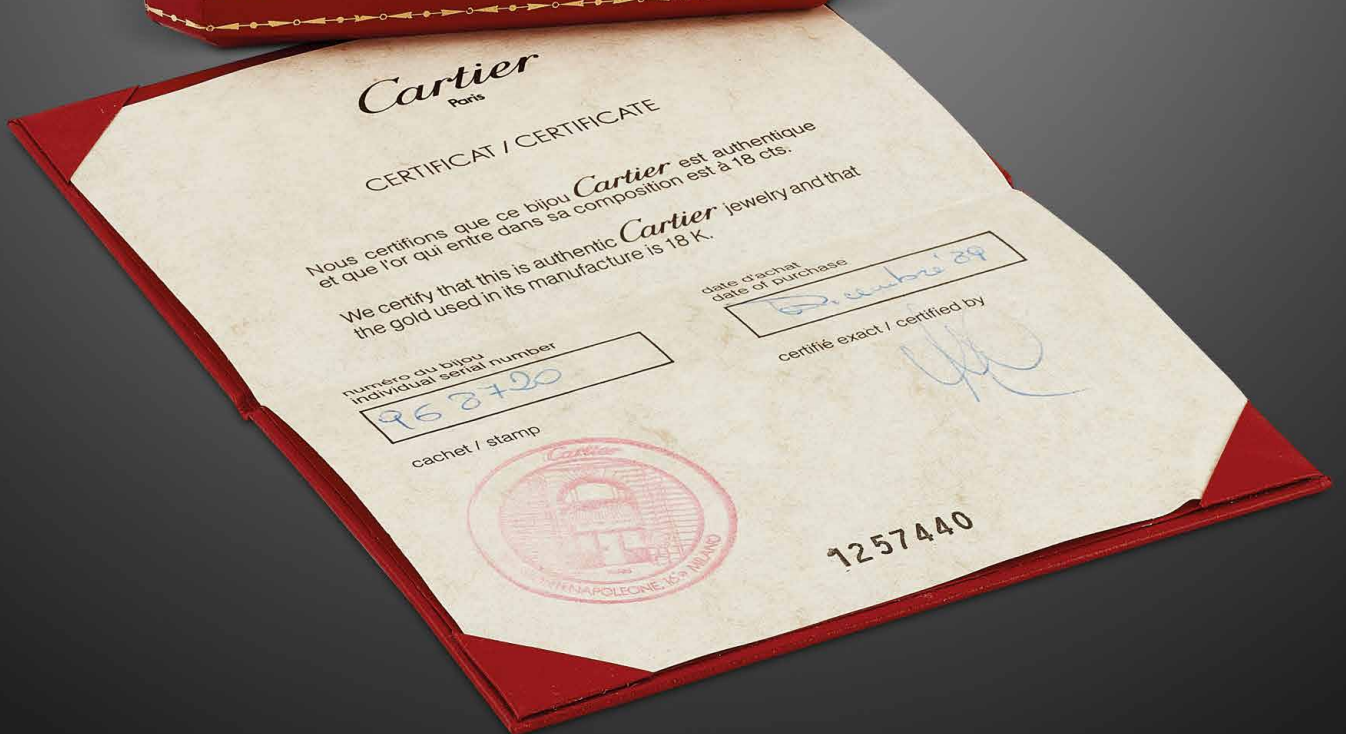 Cartier
Paris
CERTIFICAT / CERTIFICATE
Nous certifions que ce bijou Cartier est authentique
et que l'or qui entre dans sa composition est à 18 cts.
We certify that this is authentic Cartier jewelry and that
the gold used in its manufacture is 18 K.
numéro du bijou
individual serial number
968720
date d'achat
date of purchase
Dicembre '89
certifié exact / certified by
cachet / stamp
Cartier
NAPOLEONE, 16 MILANO
1257440